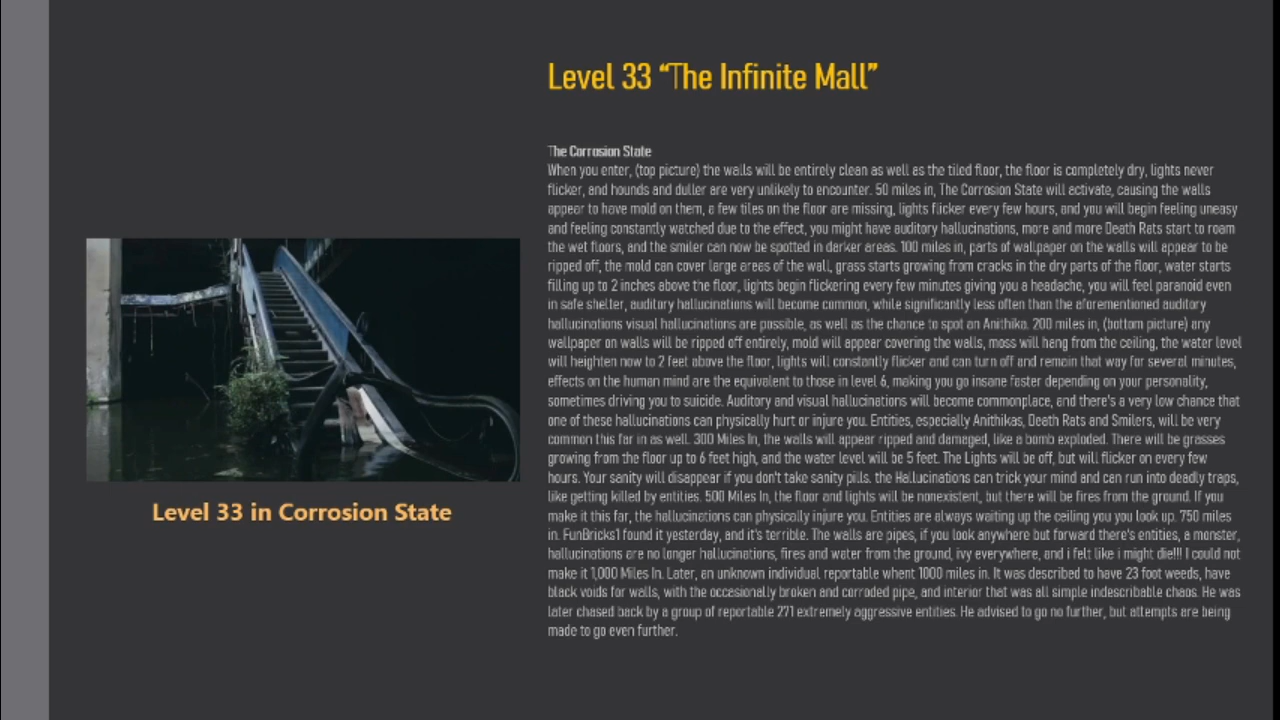 Level 33 “The Infinite Mall”
The Corrosion State
When you enter, (top picture) the walls will be entirely clean as well as the tiled floor, the floor is completely dry, lights never
flicker, and hounds and duller are very unlikely to encounter. 50 miles in, The Corrosion State will activate, causing the walls
appear to have mold on them, a few tiles on the floor are missing, lights flicker every few hours, and you will begin feeling uneasy
and feeling constantly watched due to the effect, you might have auditory hallucinations, more and more Death Rats start to roam
the wet floors, and the smiler can now be spotted in darker areas. 100 miles in, parts of wallpaper on the walls will appear to be
ripped off, the mold can cover large areas of the wall, grass starts growing from cracks in the dry parts of the floor, water starts
filling up to 2 inches above the floor, lights begin flickering every few minutes giving you a headache, you will feel paranoid even
in safe shelter, auditory hallucinations will become common, while significantly less often than the aforementioned auditory
hallucinations visual hallucinations are possible, as well as the chance to spot an Anithika. 200 miles in, (bottom picture) any
wallpaper on walls will be ripped off entirely, mold will appear covering the walls, moss will hang from the ceiling, the water level
will heighten now to 2 feet above the floor, lights will constantly flicker and can turn off and remain that way for several minutes,
effects on the human mind are the equivalent to those in level 6, making you go insane faster depending on your personality,
sometimes driving you to suicide. Auditory and visual hallucinations will become commonplace, and there's a very low chance that
one of these hallucinations can physically hurt or injure you. Entities, especially Anithikas, Death Rats and Smilers, will be very
common this far in as well. 300 Miles In, the walls will appear ripped and damaged, like a bomb exploded. There will be grasses
growing from the floor up to 6 feet high, and the water level will be 5 feet. The Lights will be off, but will flicker on every few
hours. Your sanity will disappear if you don't take sanity pills. the Hallucinations can trick your mind and can run into deadly traps,
like getting killed by entities. 500 Miles In, the floor and lights will be nonexistent, but there will be fires from the ground. If you
make it this far, the hallucinations can physically injure you. Entities are always waiting up the ceiling you you look up. 750 miles
in. FunBricks1 found it yesterday, and it's terrible. The walls are pipes, if you look anywhere but forward there's entities, a monster,
hallucinations are no longer hallucinations, fires and water from the ground, ivy everywhere, and i felt like i might die!!! I could not
make it 1,000 Miles In. Later, an unknown individual reportable whent 1000 miles in. It was described to have 23 foot weeds, have
black voids for walls, with the occasionally broken and corroded pipe, and interior that was all simple indescribable chaos. He was
later chased back by a group of reportable 271 extremely aggressive entities. He advised to go no further, but attempts are being
made to go even further.
Level 33 in Corrosion State